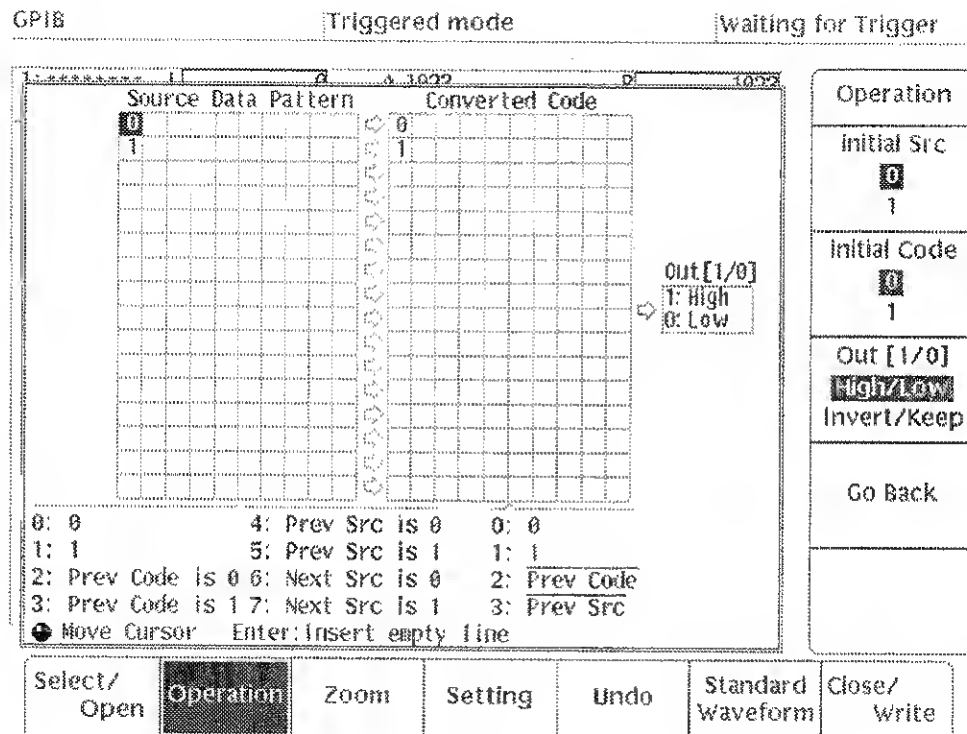 GPIB Triggered mode Waiting for Trigger
1:********* A 1022 1022
Source Data Pattern Converted Code
0 0
1 1
Out[1/0]
1: High
0: Low
0: 0 4: Prev Src is 0 0: 0
1: 1 5: Prev Src is 1 1: 1
2: Prev Code is 0 6: Next Src is 0 2: Prev Code
3: Prev Code is 1 7: Next Src is 1 3: Prev Src
Move Cursor Enter:Insert empty line
Operation
Initial Src
0
1
Initial Code
0
1
Out [1/0]
High/Low
Invert/Keep
Go Back
Select/
Open
Operation
Zoom
Setting
Undo
Standard
Waveform
Close/
Write